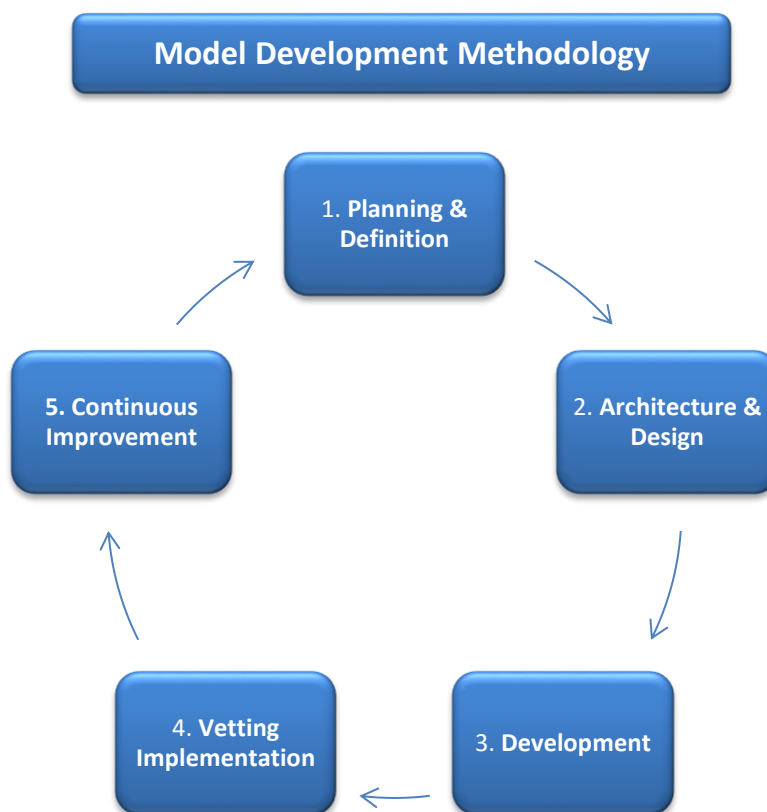 Model Development Methodology
1. Planning &
Definition
2. Architecture &
Design
3. Development
4. Vetting
Implementation
5. Continuous
Improvement